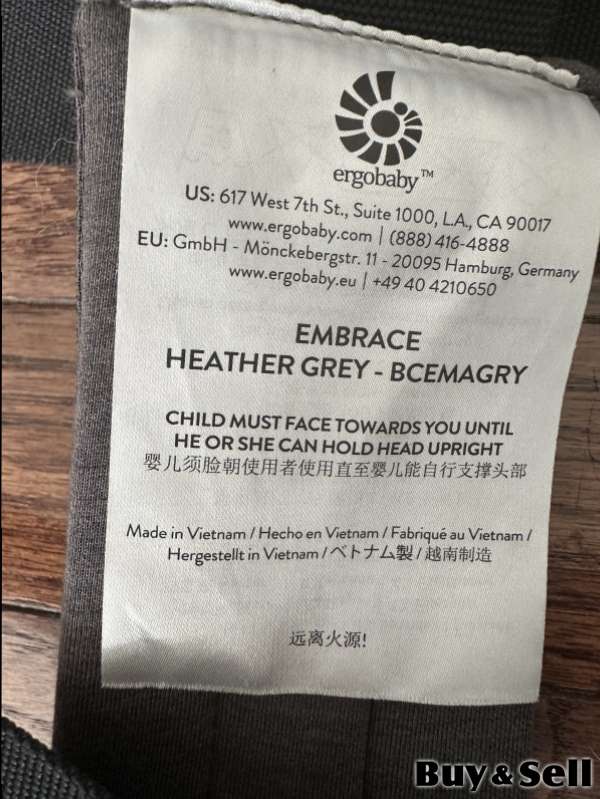 ergobaby™
US: 617 West 7th St., Suite 1000, L.A., CA 90017
www.ergobaby.com | (888) 416-4888
EU: GmbH - Mönckebergstr. 11 - 20095 Hamburg, Germany
www.ergobaby.eu | +49 40 4210650
EMBRACE
HEATHER GREY - BCEMAGRY
CHILD MUST FACE TOWARDS YOU UNTIL
HE OR SHE CAN HOLD HEAD UPRIGHT
婴儿须脸朝使用者使用直至婴儿能自行支撑头部
Made in Vietnam / Hecho en Vietnam / Fabriqué au Vietnam /
Hergestellt in Vietnam / ベトナム製 / 越南制造
远离火源!
Buy & Sell